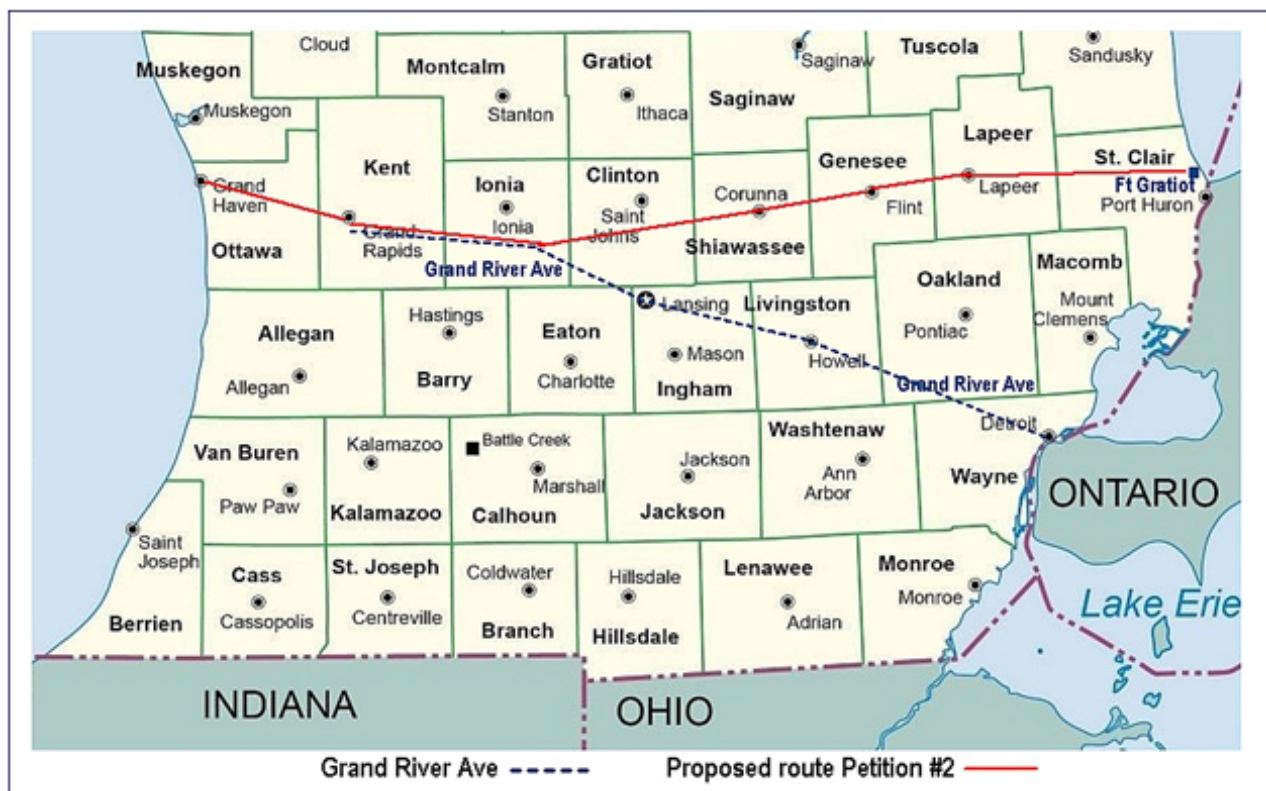 Cloud
Tuscola
Sandusky
Muskegon
Montcalm
Gratiot
Saginaw
Muskegon
Stanton
Ithaca
Saginaw
Lapeer
Kent
Genesee
St. Clair
Grand
Haven
Ionia
Clinton
Corunna
Lapeer
Ft Gratiot
Port Huron
Ionia
Saint
Johns
Flint
Ottawa
Grand
Rapids
Shiawassee
Grand River Ave
Oakland
Macomb
Lansing
Livingston
Mount
Clemens
Allegan
Hastings
Eaton
Pontiac
Mason
Howell
Allegan
Barry
Charlotte
Ingham
Grand River Ave
Detroit
Van Buren
Kalamazoo
Battle Creek
Washtenaw
Jackson
Ann
Arbor
Wayne
ONTARIO
Paw Paw
Marshall
Kalamazoo
Calhoun
Jackson
Saint
Joseph
Cass
St. Joseph
Coldwater
Hillsdale
Lenawee
Monroe
Cassopolis
Centreville
Adrian
Monroe
Lake Erie
Berrien
Branch
Hillsdale
INDIANA
OHIO
Grand River Ave
Proposed route Petition #2